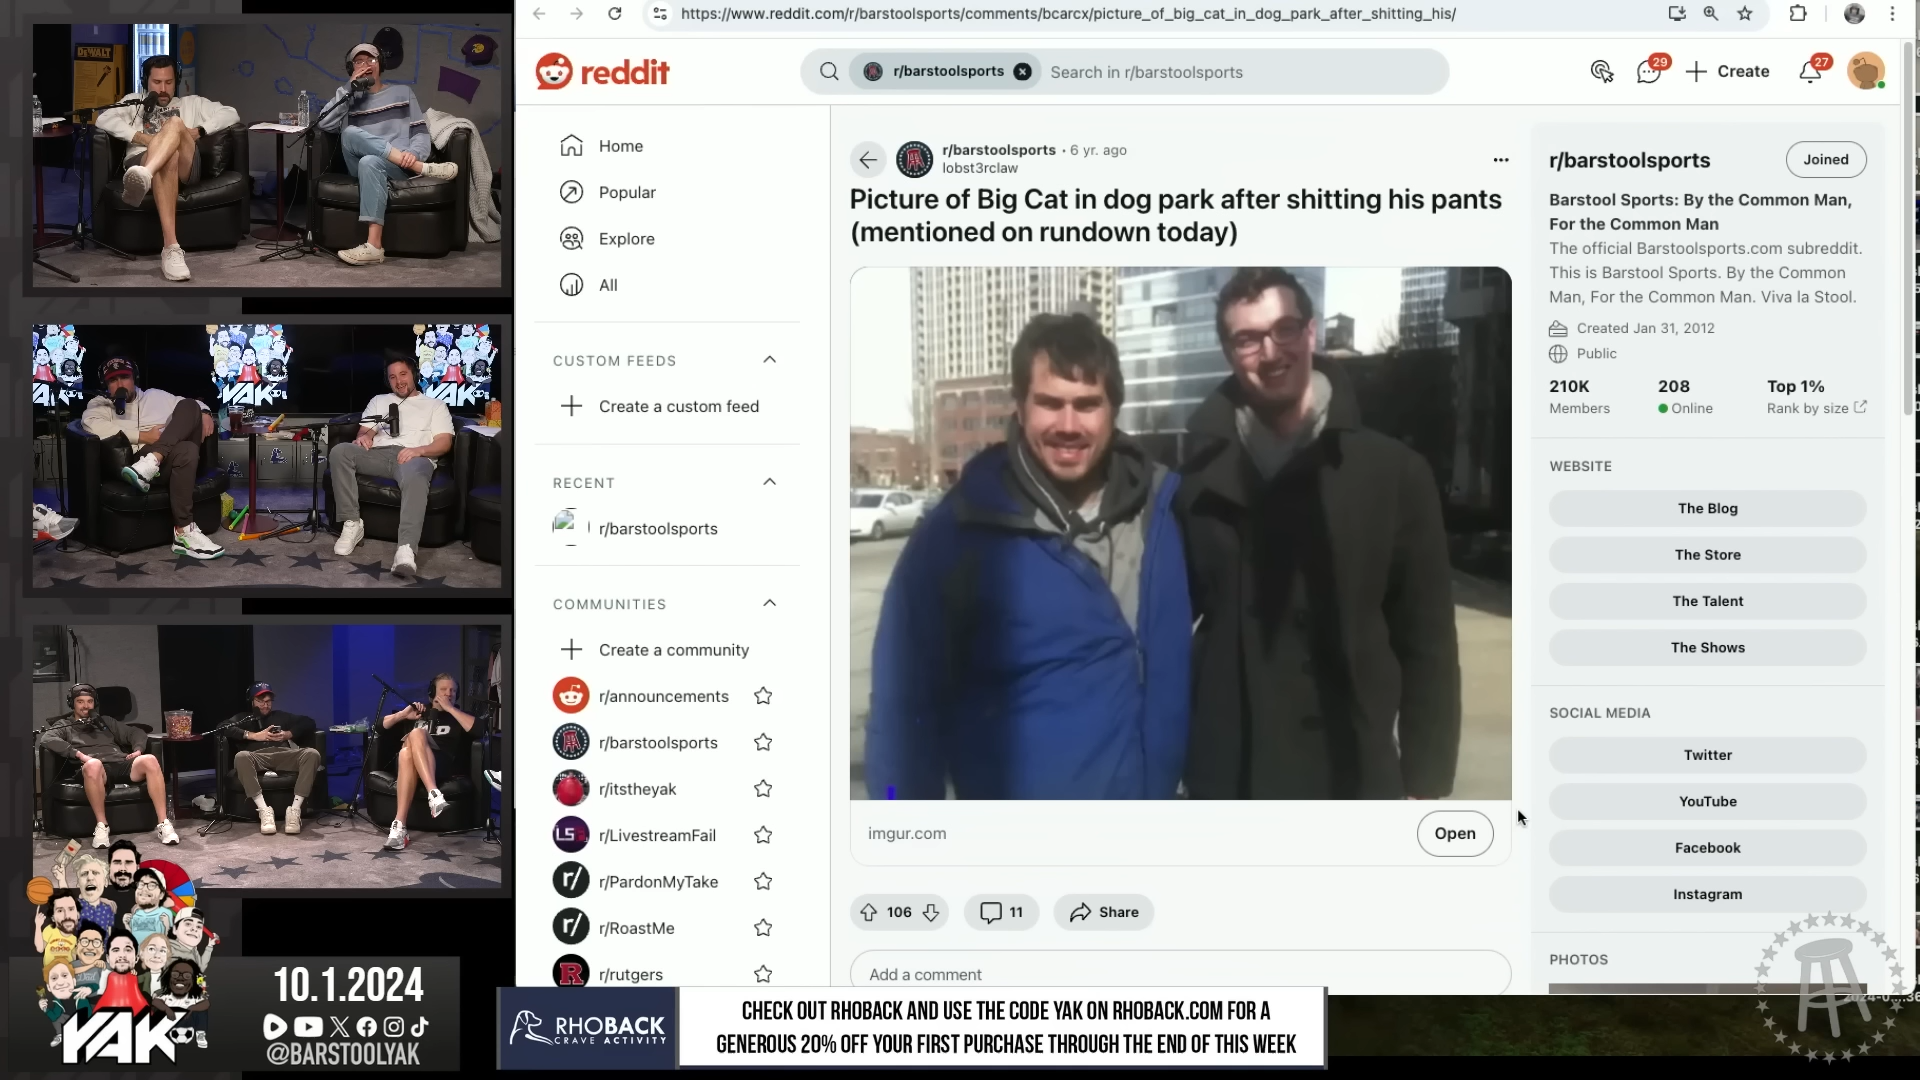 https://www.reddit.com/r/barstoolsports/comments/bcarcx/picture_of_big_cat_in_dog_park_after_shitting_his/
reddit
r/barstoolsports
Search in r/barstoolsports
29
Create
27
Home
Popular
Explore
All
CUSTOM FEEDS
Create a custom feed
RECENT
r/barstoolsports
COMMUNITIES
Create a community
r/announcements
r/barstoolsports
r/itstheyak
r/LivestreamFail
r/PardonMyTake
r/RoastMe
r/rutgers
r/barstoolsports • 6 yr. ago
lobst3rclaw
Picture of Big Cat in dog park after shitting his pants
(mentioned on rundown today)
imgur.com
Open
106
11
Share
Add a comment
r/barstoolsports
Joined
Barstool Sports: By the Common Man,
For the Common Man
The official Barstoolsports.com subreddit.
This is Barstool Sports. By the Common
Man, For the Common Man. Viva la Stool.
Created Jan 31, 2012
Public
210K
Members
208
Online
Top 1%
Rank by size
WEBSITE
The Blog
The Store
The Talent
The Shows
SOCIAL MEDIA
Twitter
YouTube
Facebook
Instagram
PHOTOS
DEWALT
YAK
YAK
10.1.2024
@BARSTOOLYAK
RHOBACK
CRAVE ACTIVITY
CHECK OUT RHOBACK AND USE THE CODE YAK ON RHOBACK.COM FOR A
GENEROUS 20% OFF YOUR FIRST PURCHASE THROUGH THE END OF THIS WEEK